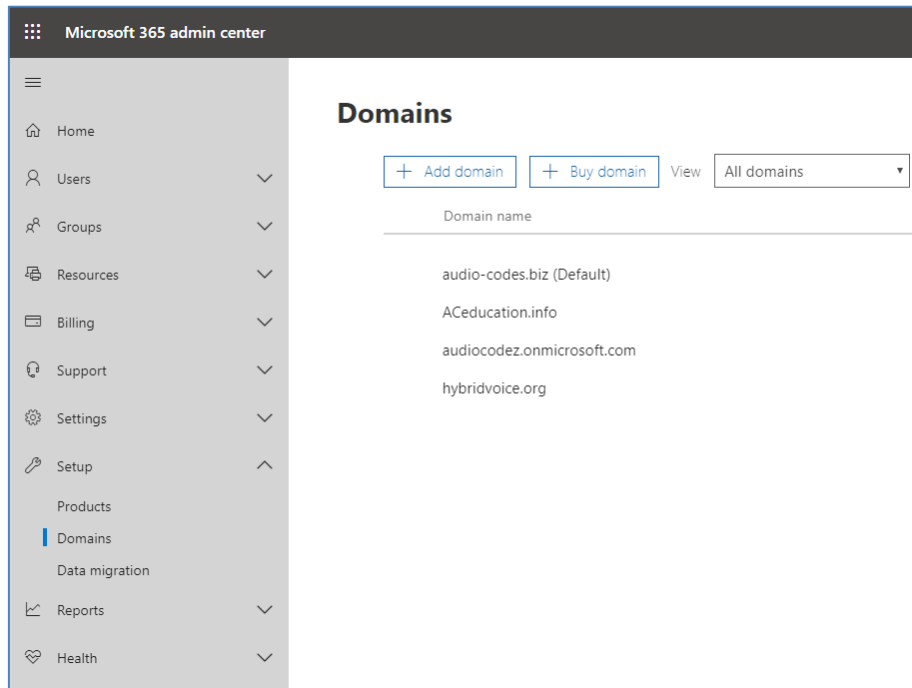 Microsoft 365 admin center
Home
Users
Groups
Resources
Billing
Support
Settings
Setup
Products
Domains
Data migration
Reports
Health
Domains
+ Add domain + Buy domain View All domains
Domain name
audio-codes.biz (Default)
ACeducation.info
audiocodez.onmicrosoft.com
hybridvoice.org